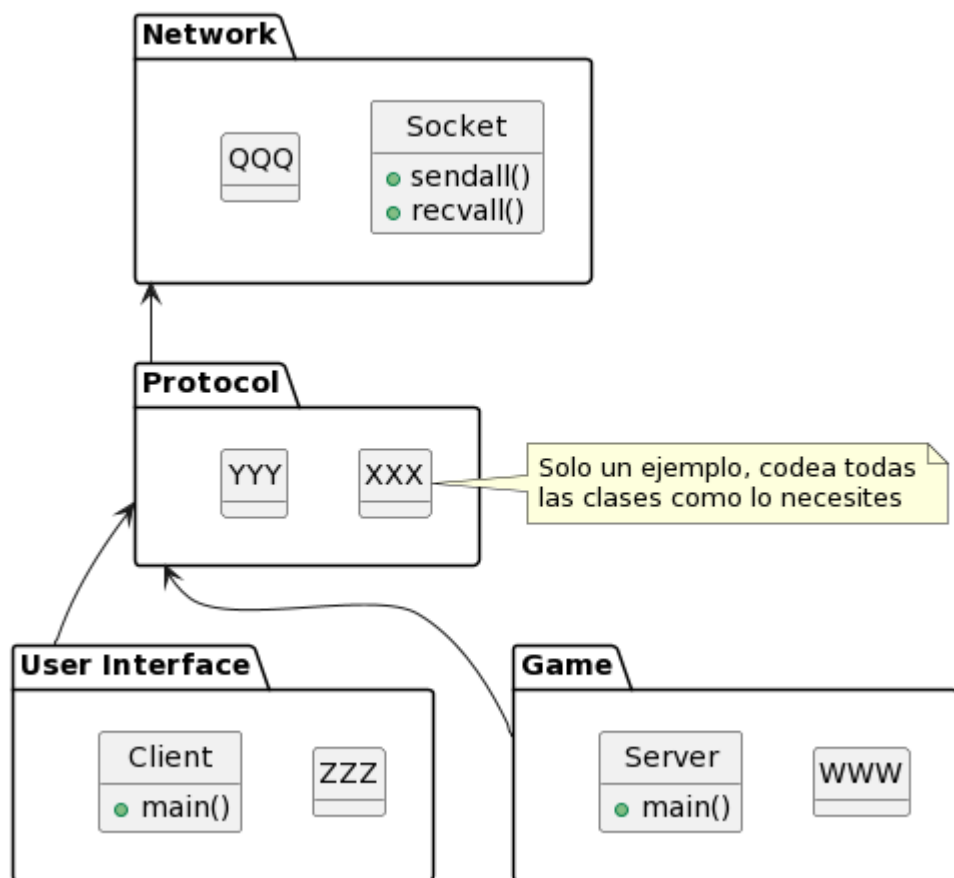 Network
QQQ
Socket
sendall()
recvall()
Protocol
YYY
XXX
Solo un ejemplo, codea todas
las clases como lo necesites
User Interface
Client
main()
ZZZ
Game
Server
main()
WWW